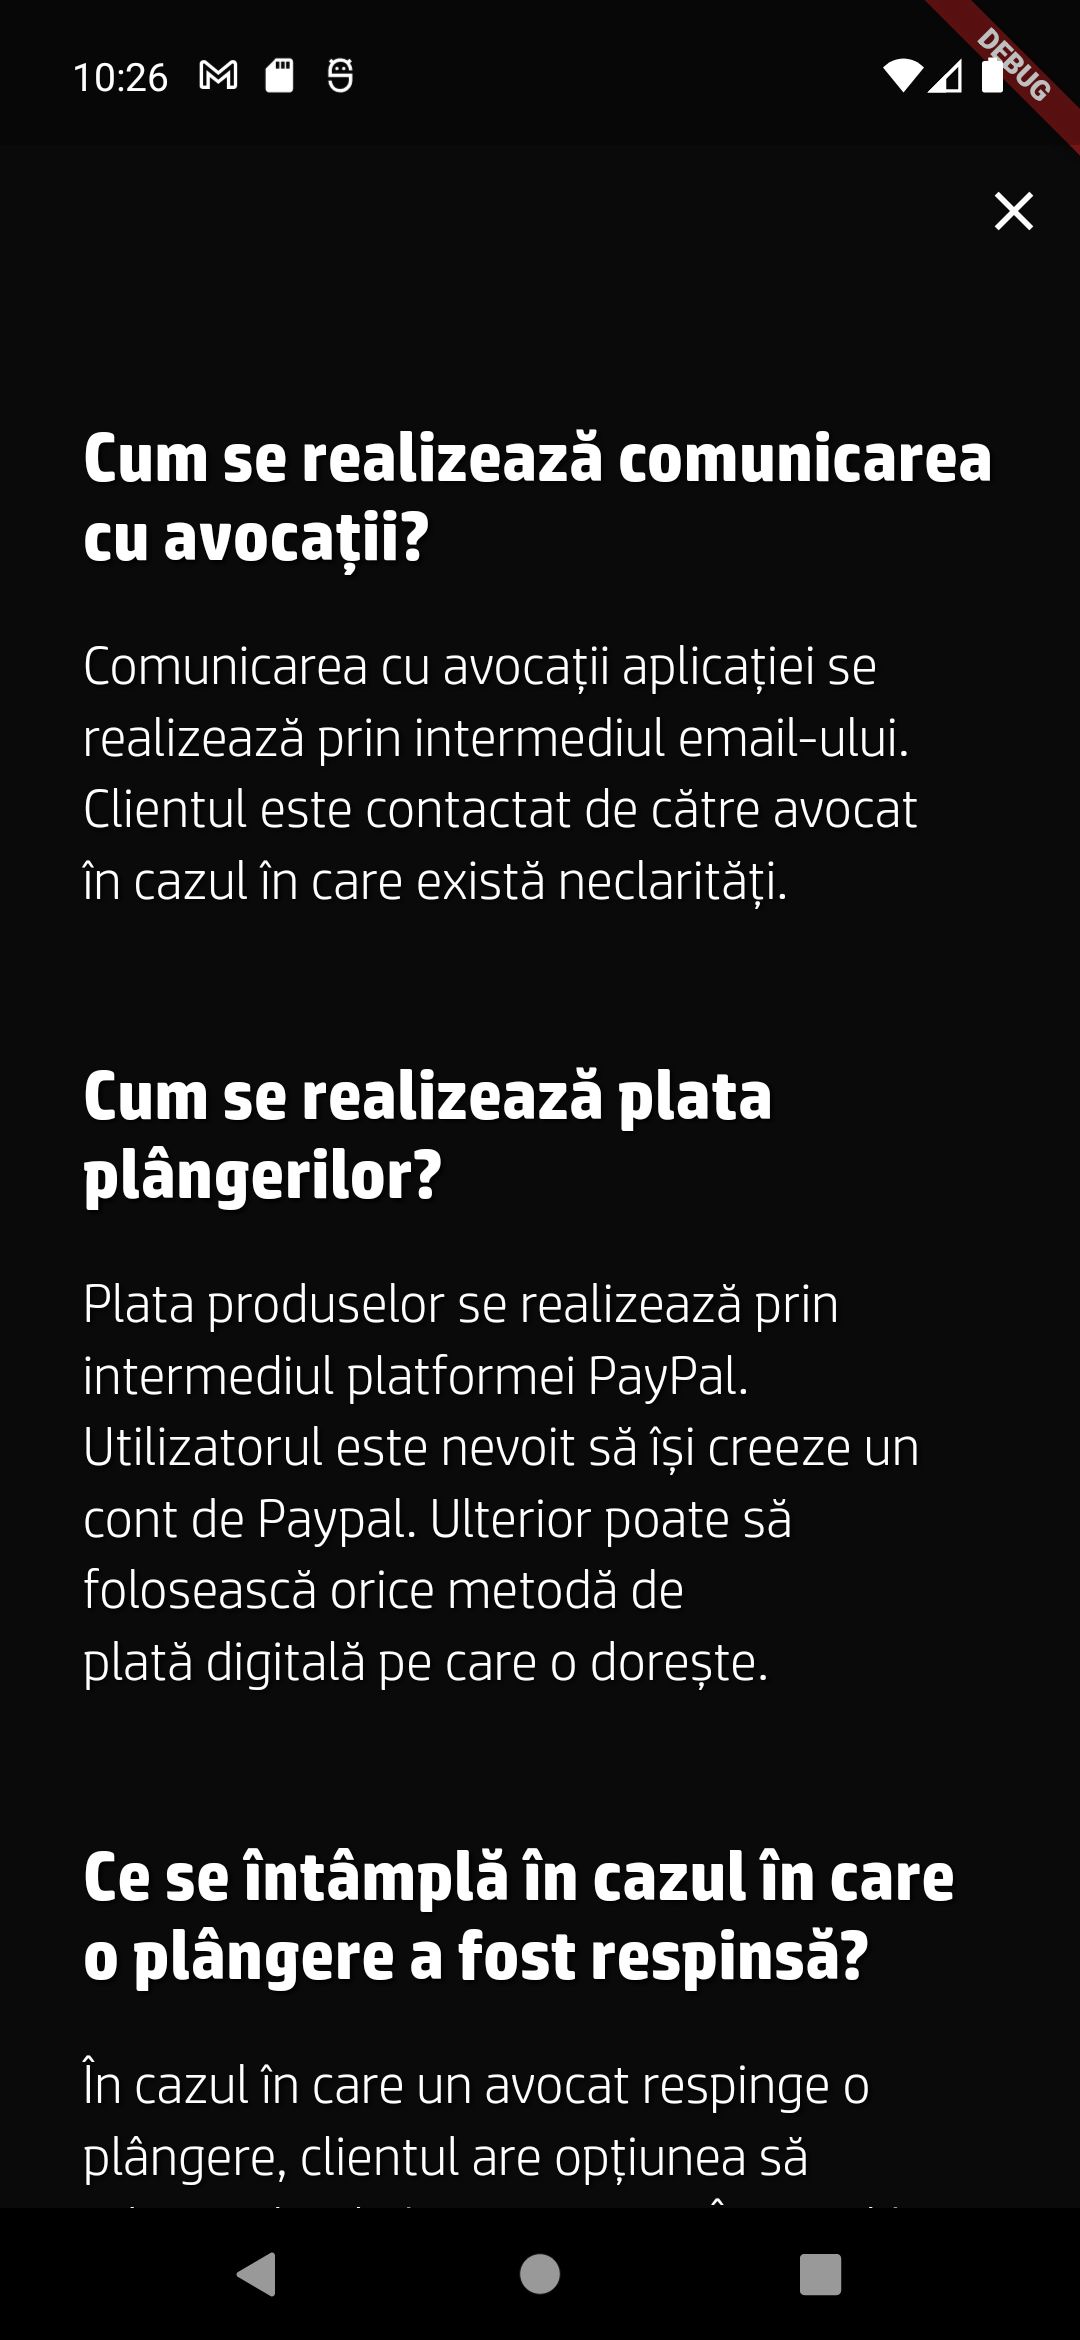 10:26
DEBUG
Cum se realizează comunicarea
cu avocații?
Comunicarea cu avocații aplicației se
realizează prin intermediul email-ului.
Clientul este contactat de către avocat
în cazul în care există neclarități.
Cum se realizează plata
plângerilor?
Plata produselor se realizează prin
intermediul platformei PayPal.
Utilizatorul este nevoit să își creeze un
cont de Paypal. Ulterior poate să
folosească orice metodă de
plată digitală pe care o dorește.
Ce se întâmplă în cazul în care
o plângere a fost respinsă?
În cazul în care un avocat respinge o
plângere, clientul are opțiunea să